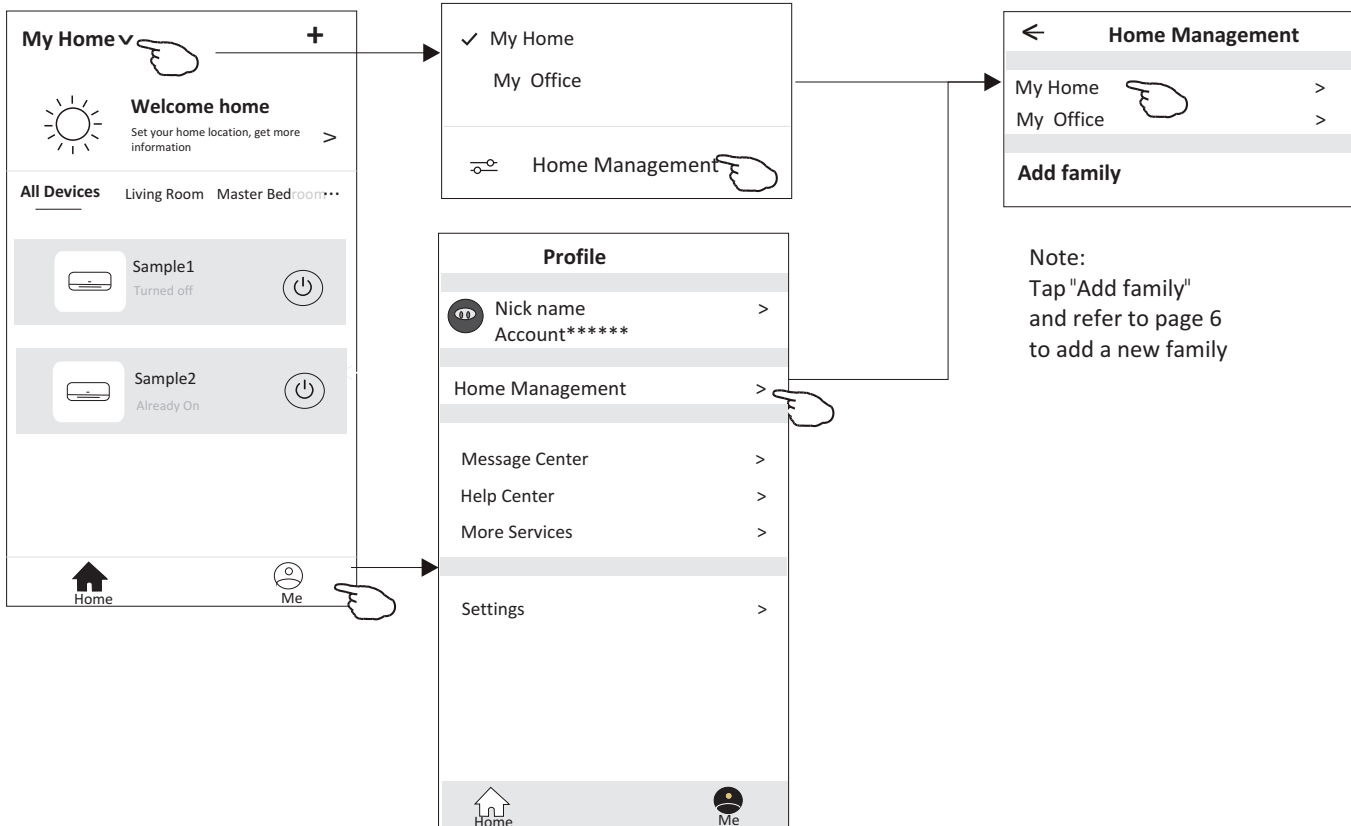 My Home
+
Welcome home
Set your home location, get more
information
>
All Devices Living Room Master Bedroom ...
Sample1
Turned off
Sample2
Already On
Home
Me
✓ My Home
My Office
Home Management
Profile
Nick name >
Account******
Home Management >
Message Center >
Help Center >
More Services >
Settings >
Home
Me
Home Management
My Home >
My Office >
Add family
Note:
Tap "Add family"
and refer to page 6
to add a new family